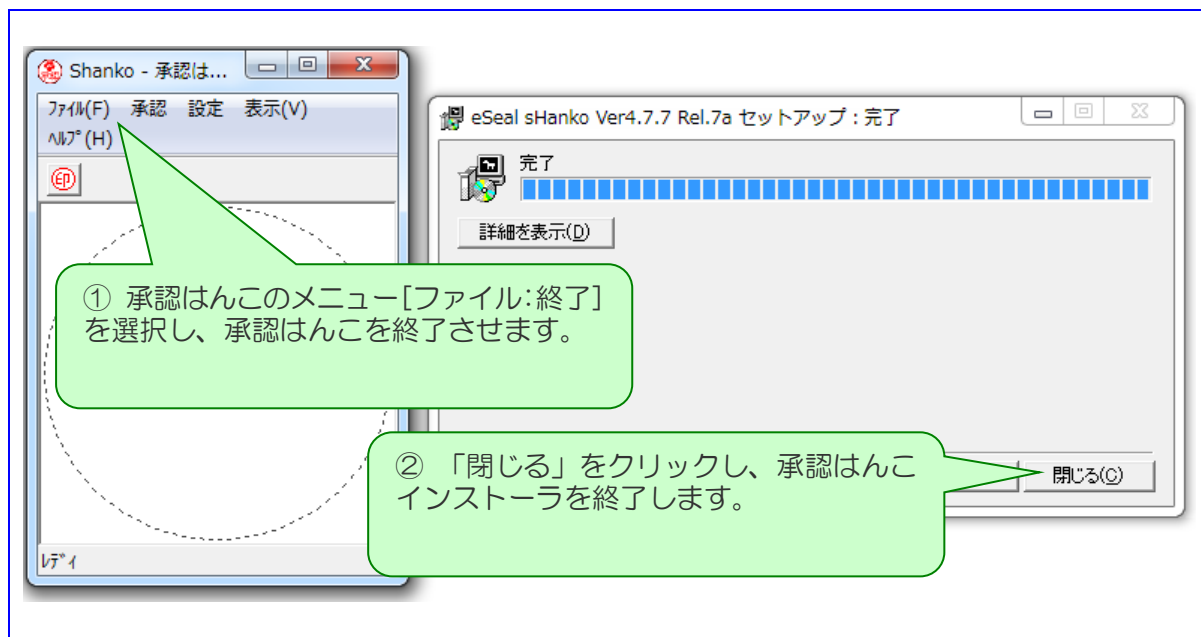 Shanko - 承認は...
ﾌｧｲﾙ(F) 承認 設定 表示(V)
ﾍﾙﾌﾟ(H)
印
① 承認はんこのメニュー[ファイル:終了]
を選択し、承認はんこを終了させます。
ﾚﾃﾞｨ
eSeal sHanko Ver4.7.7 Rel.7a セットアップ : 完了
完了
詳細を表示(D)
② 「閉じる」をクリックし、承認はんこ
インストーラを終了します。
閉じる(C)